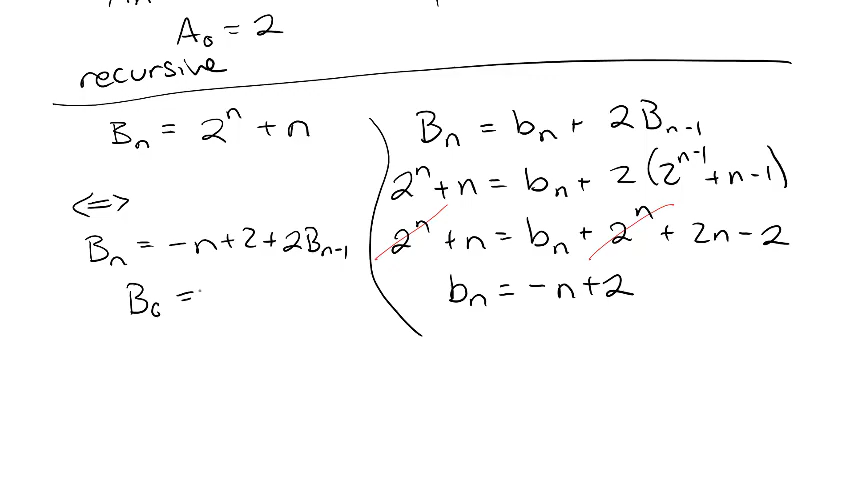 A₀ = 2
recursive
Bₙ = 2ⁿ + n
<=>
Bₙ = -n+2+2Bₙ₋₁
B₀ =
Bₙ = bₙ + 2Bₙ₋₁
2ⁿ+n = bₙ + 2(2ⁿ⁻¹+n-1)
2ⁿ +n = bₙ + 2ⁿ + 2n-2
bₙ = -n+2